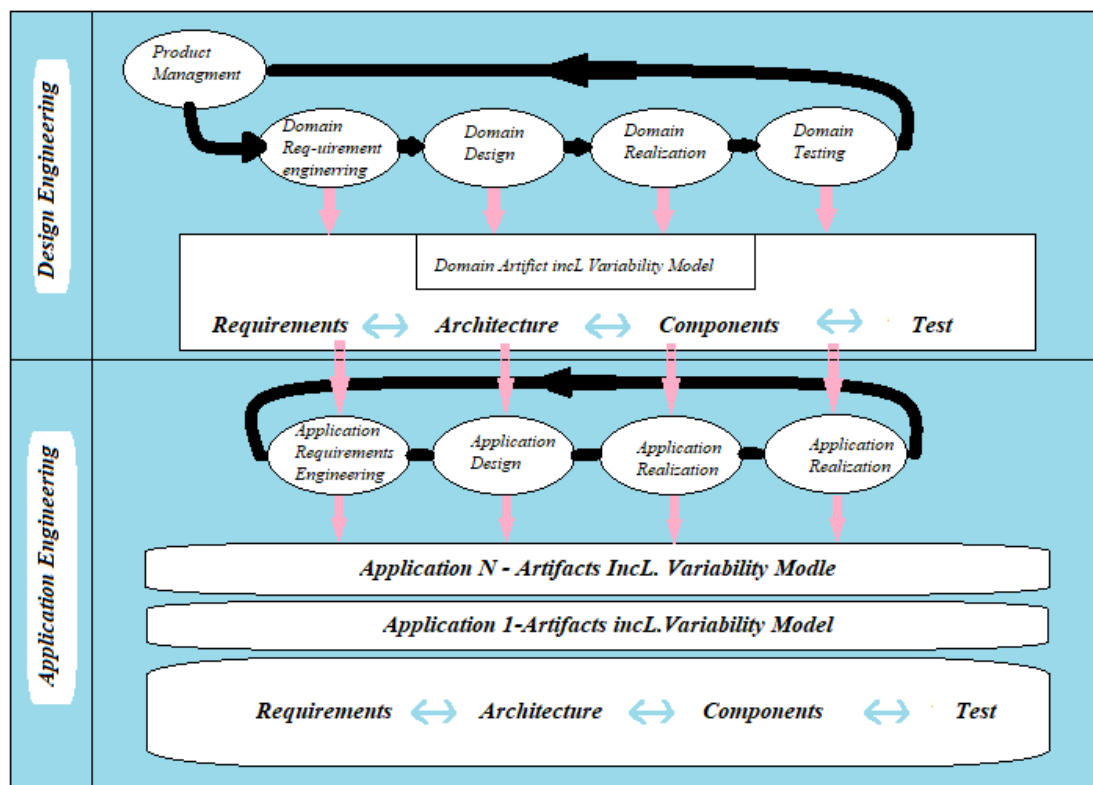 Design Engineering
Product
Managment
Domain
Req-uirement
enginerring
Domain
Design
Domain
Realization
Domain
Testing
Domain Artifict incL Variability Model
Requirements Architecture Components Test
Application Engineering
Application
Requirements
Engineering
Application
Design
Application
Realization
Application
Realization
Application N - Artifacts IncL. Variability Modle
Application 1-Artifacts incL.Variability Model
Requirements Architecture Components Test